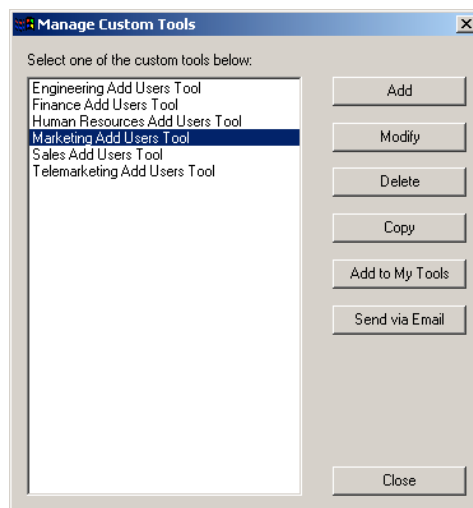 Manage Custom Tools
Select one of the custom tools below:
Engineering Add Users Tool
Finance Add Users Tool
Human Resources Add Users Tool
Marketing Add Users Tool
Sales Add Users Tool
Telemarketing Add Users Tool
Add
Modify
Delete
Copy
Add to My Tools
Send via Email
Close